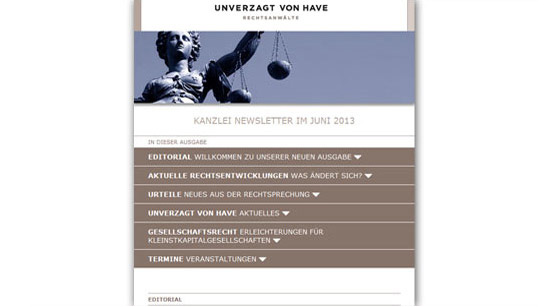 UNVERZAGT VON HAVE
RECHTSANWÄLTE
KANZLEI NEWSLETTER IM JUNI 2013
IN DIESER AUSGABE
EDITORIAL WILLKOMMEN ZU UNSERER NEUEN AUSGABE
AKTUELLE RECHTSENTWICKLUNGEN WAS ÄNDERT SICH?
URTEILE NEUES AUS DER RECHTSPRECHUNG
UNVERZAGT VON HAVE AKTUELLES
GESELLSCHAFTSRECHT ERLEICHTERUNGEN FÜR
KLEINSTKAPITALGESELLSCHAFTEN
TERMINE VERANSTALTUNGEN
EDITORIAL